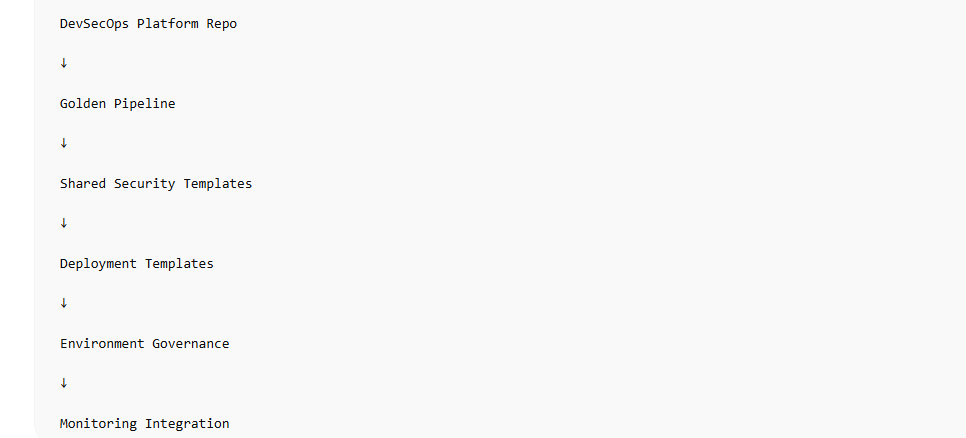 DevSecOps Platform Repo
↓
Golden Pipeline
↓
Shared Security Templates
↓
Deployment Templates
↓
Environment Governance
↓
Monitoring Integration